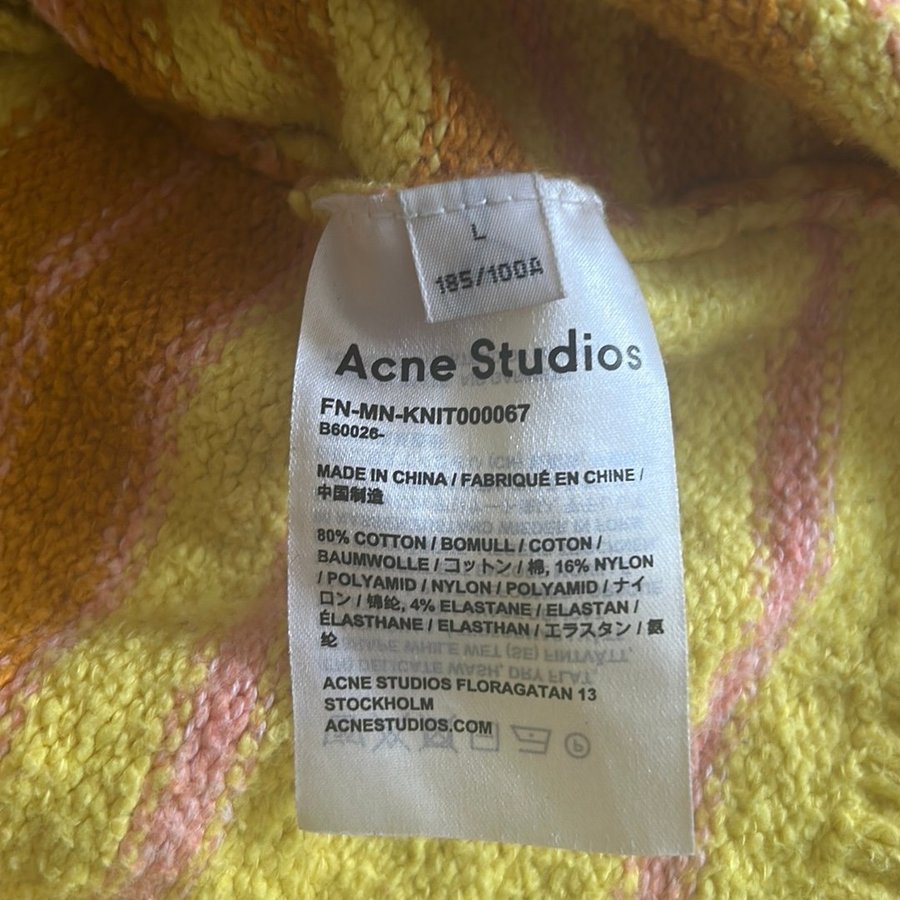 L
185/100A
Acne Studios
FN-MN-KNIT000067
B60026-
MADE IN CHINA / FABRIQUÉ EN CHINE /
中国制造
80% COTTON / BOMULL / COTON /
BAUMWOLLE / コットン / 棉, 16% NYLON
/ POLYAMID / NYLON / POLYAMID / ナイ
ロン / 锦纶, 4% ELASTANE / ELASTAN /
ÉLASTHANE / ELASTHAN / エラスタン / 氨
纶
ACNE STUDIOS FLORAGATAN 13
STOCKHOLM
ACNESTUDIOS.COM